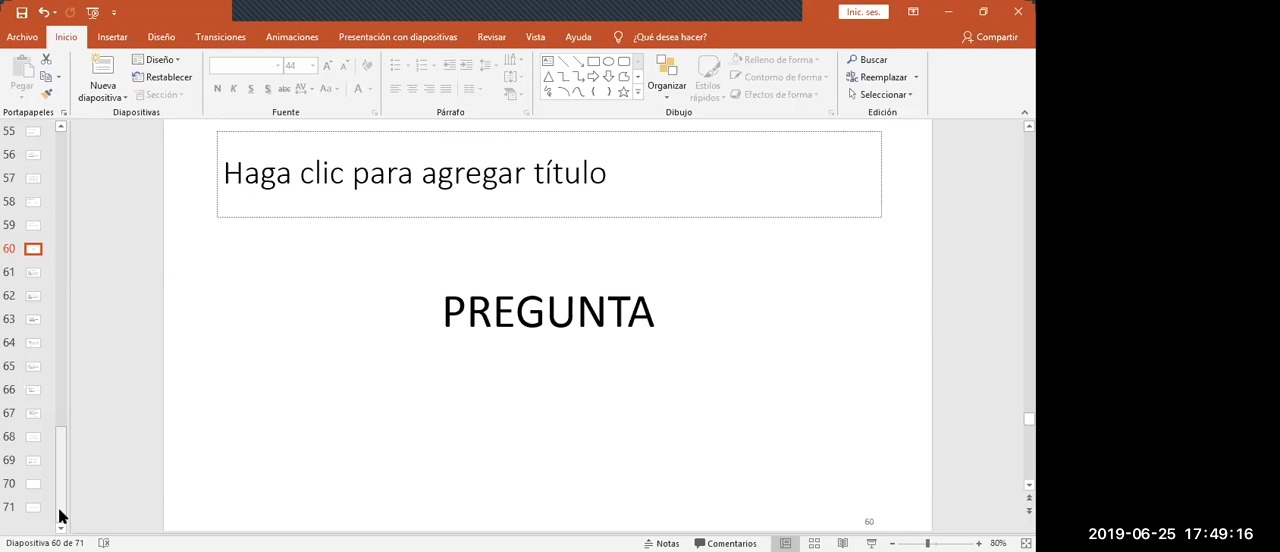 Inic. ses.
Archivo Inicio Insertar Diseño Transiciones Animaciones Presentación con diapositivas Revisar Vista Ayuda ¿Qué desea hacer? Compartir
Pegar
Nueva diapositiva
Diseño
Restablecer
Sección
44
N K S S abc AV Aa A
Organizar
Estilos rápidos
Relleno de forma
Contorno de forma
Efectos de forma
Buscar
Reemplazar
Seleccionar
Portapapeles Diapositivas Fuente Párrafo Dibujo Edición
55
56
57
58
59
60
61
62
63
64
65
66
67
68
69
70
71
Haga clic para agregar título
PREGUNTA
60
Diapositiva 60 de 71 Notas Comentarios 80%
2019-06-25 17:49:16